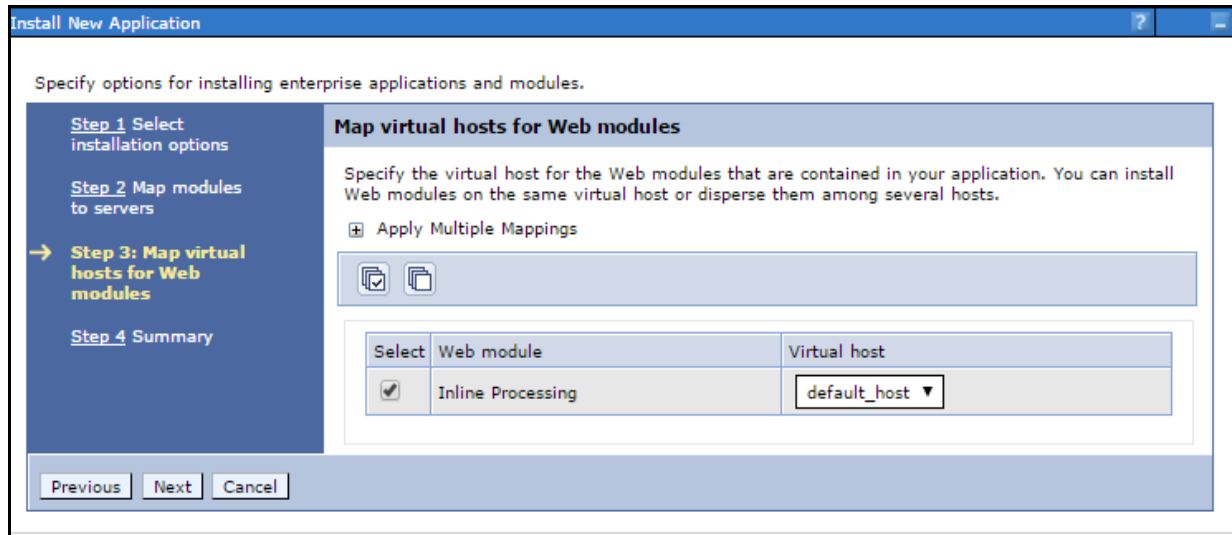 Install New Application
?
Specify options for installing enterprise applications and modules.
Step 1 Select
installation options
Step 2 Map modules
to servers
Step 3: Map virtual
hosts for Web
modules
Step 4 Summary
Map virtual hosts for Web modules
Specify the virtual host for the Web modules that are contained in your application. You can install
Web modules on the same virtual host or disperse them among several hosts.
Apply Multiple Mappings
Select Web module Virtual host
Inline Processing default_host
Previous Next Cancel